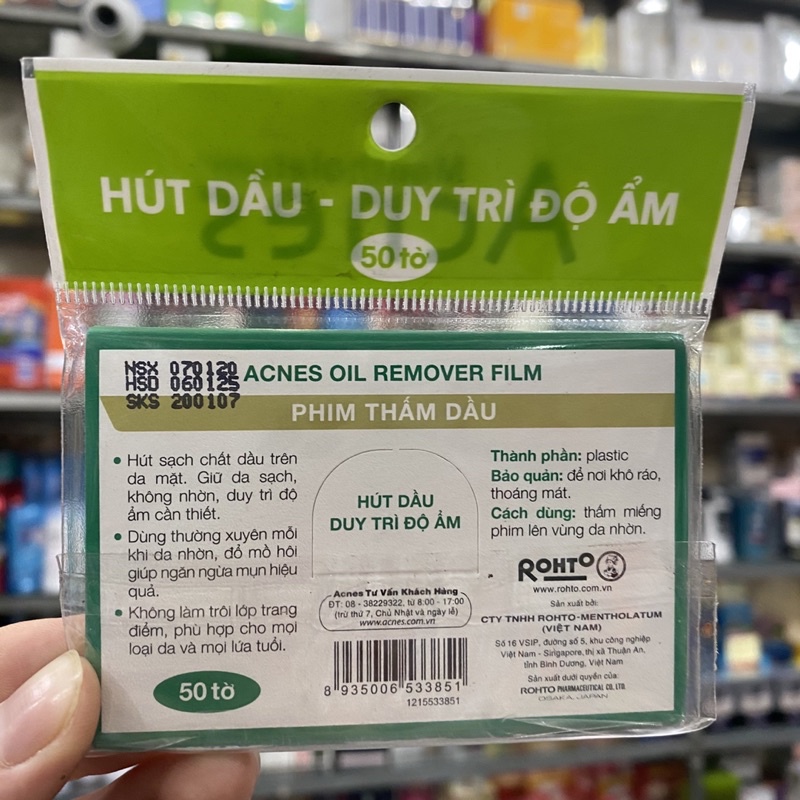 HÚT DẦU - DUY TRÌ ĐỘ ẨM
50 tờ
NSX 070120
HSD 060125
SKS 200107
ACNES OIL REMOVER FILM
PHIM THẤM DẦU
• Hút sạch chất dầu trên
da mặt. Giữ da sạch,
không nhờn, duy trì độ
ẩm cần thiết.
• Dùng thường xuyên mỗi
khi da nhờn, đổ mồ hôi
giúp ngăn ngừa mụn hiệu
quả.
• Không làm trôi lớp trang
điểm, phù hợp cho mọi
loại da và mọi lứa tuổi.
50 tờ
HÚT DẦU
DUY TRÌ ĐỘ ẨM
Acnes Tư Vấn Khách Hàng
ĐT: 08 - 38229322, từ 8:00 - 17:00
(trừ thứ 7, Chủ Nhật và ngày lễ)
www.acnes.com.vn
8 935006 533851
1215533851
Thành phần: plastic
Bảo quản: để nơi khô ráo,
thoáng mát.
Cách dùng: thấm miếng
phim lên vùng da nhờn.
ROHTO
www.rohto.com.vn
Sản xuất bởi:
CTY TNHH ROHTO-MENTHOLATUM
(VIỆT NAM)
Số 16 VSIP, đường số 5, khu công nghiệp
Việt Nam - Singapore, thị xã Thuận An,
tỉnh Bình Dương, Việt Nam
Sản xuất dưới quyền của:
ROHTO PHARMACEUTICAL CO. LTD.
OSAKA, JAPAN